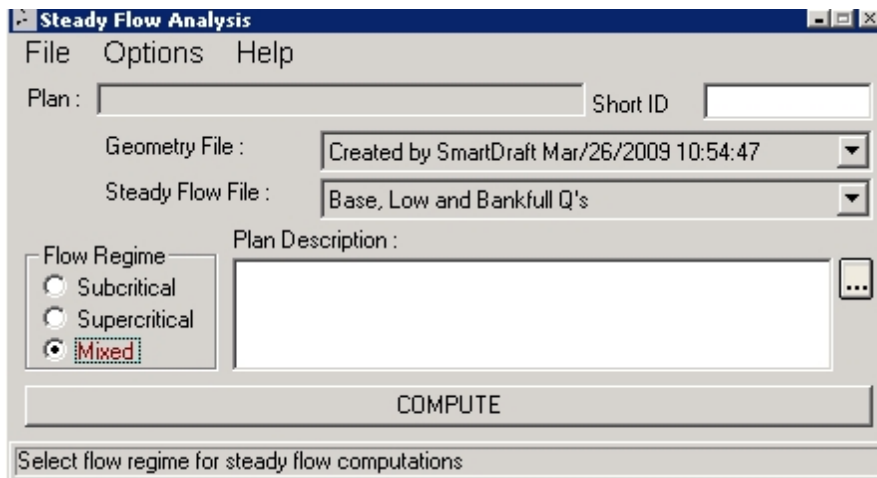 Steady Flow Analysis
File Options Help
Plan : Short ID
Geometry File : Created by SmartDraft Mar/26/2009 10:54:47
Steady Flow File : Base, Low and Bankfull Q's
Flow Regime Plan Description :
Subcritical ...
Supercritical
Mixed
COMPUTE
Select flow regime for steady flow computations